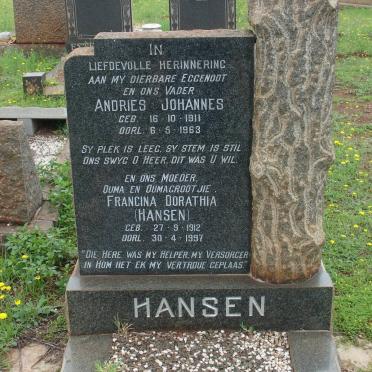 IN
LIEFDEVOLLE HERINNERING
AAN MY DIERBARE EGGENOOT
EN ONS VADER
ANDRIES JOHANNES
GEB. 16-10-1911
OORL. 6-5-1963
SY PLEK IS LEEG, SY STEM IS STIL
ONS SWYG O HEER, DIT WAS U WIL.
EN ONS MOEDER,
OUMA EN OUMAGROOTJIE.
FRANCINA DORATHIA
(HANSEN)
GEB. 27-9-1912
OORL. 30-4-1997
"DIE HERE WAS MY HELPER, MY VERSORGER
IN HOM HET EK MY VERTROUE GEPLAAS"
HANSEN